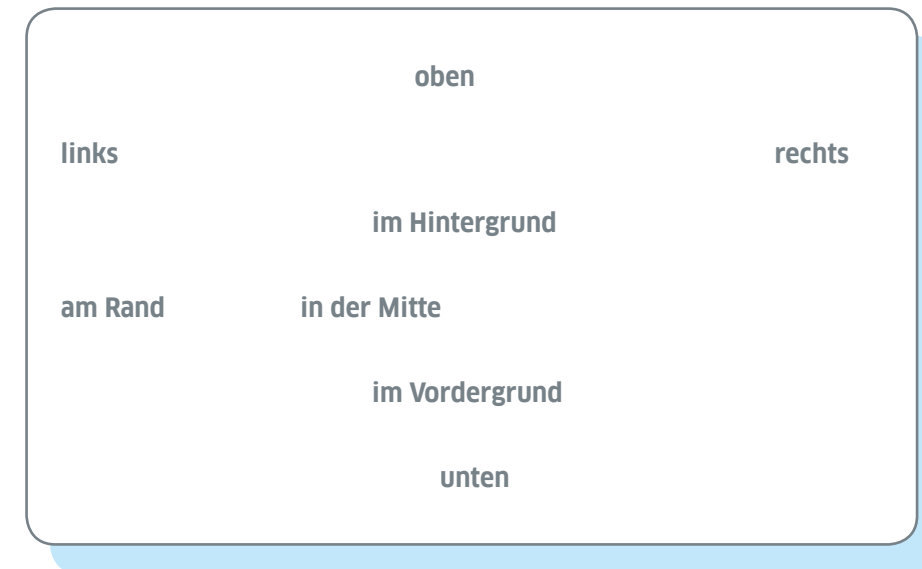 oben
links rechts
im Hintergrund
am Rand in der Mitte
im Vordergrund
unten